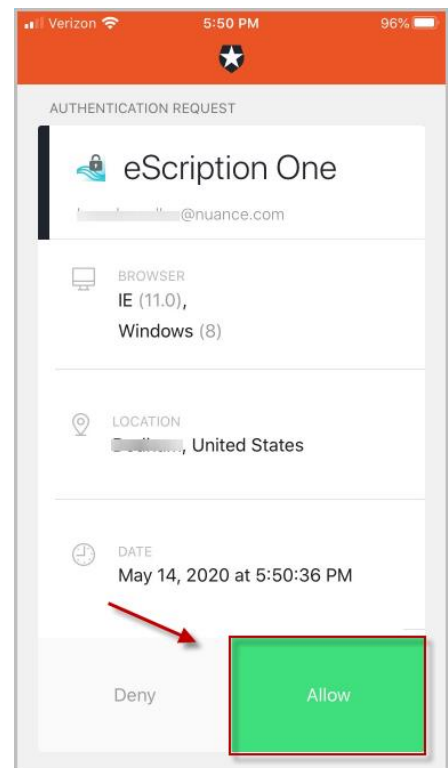 Verizon 5:50 PM 96%
AUTHENTICATION REQUEST
eScription One
@nuance.com
BROWSER
IE (11.0),
Windows (8)
LOCATION
, United States
DATE
May 14, 2020 at 5:50:36 PM
Deny Allow